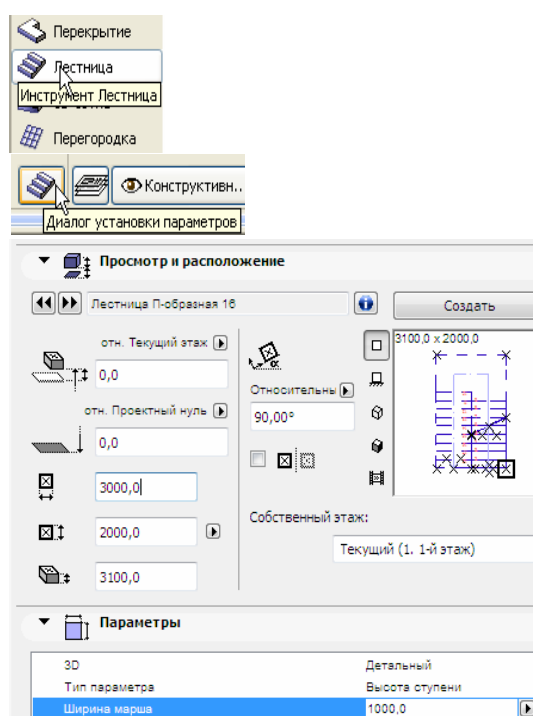 Перекрытие
Лестница
Инструмент Лестница
Перегородка
Конструктивн..
Диалог установки параметров
Просмотр и расположение
Лестница П-образная 16
Создать
отн. Текущий этаж
0,0
отн. Проектный нуль
0,0
3000,0
2000,0
3100,0
Относительны
90,00°
3100,0 x 2000,0
Собственный этаж:
Текущий (1. 1-й этаж)
Параметры
3D Детальный
Тип параметра Высота ступени
Ширина марша 1000,0